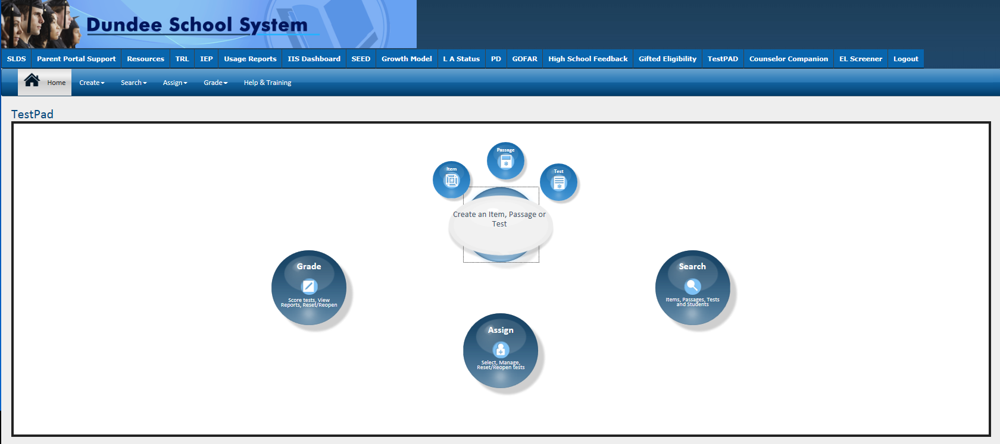 Dundee School System
SLDS Parent Portal Support Resources TRL IEP Usage Reports IIS Dashboard SEED Growth Model L A Status PD GOFAR High School Feedback Gifted Eligibility TestPAD Counselor Companion EL Screener Logout
Home Create Search Assign Grade Help & Training
TestPad
Passage
Item
Test
Create an Item, Passage or
Test
Grade
Score tests, View
Reports, Reset/Reopen
Search
Items, Passages, Tests
and Students
Assign
Select, Manage,
Reset/Reopen tests